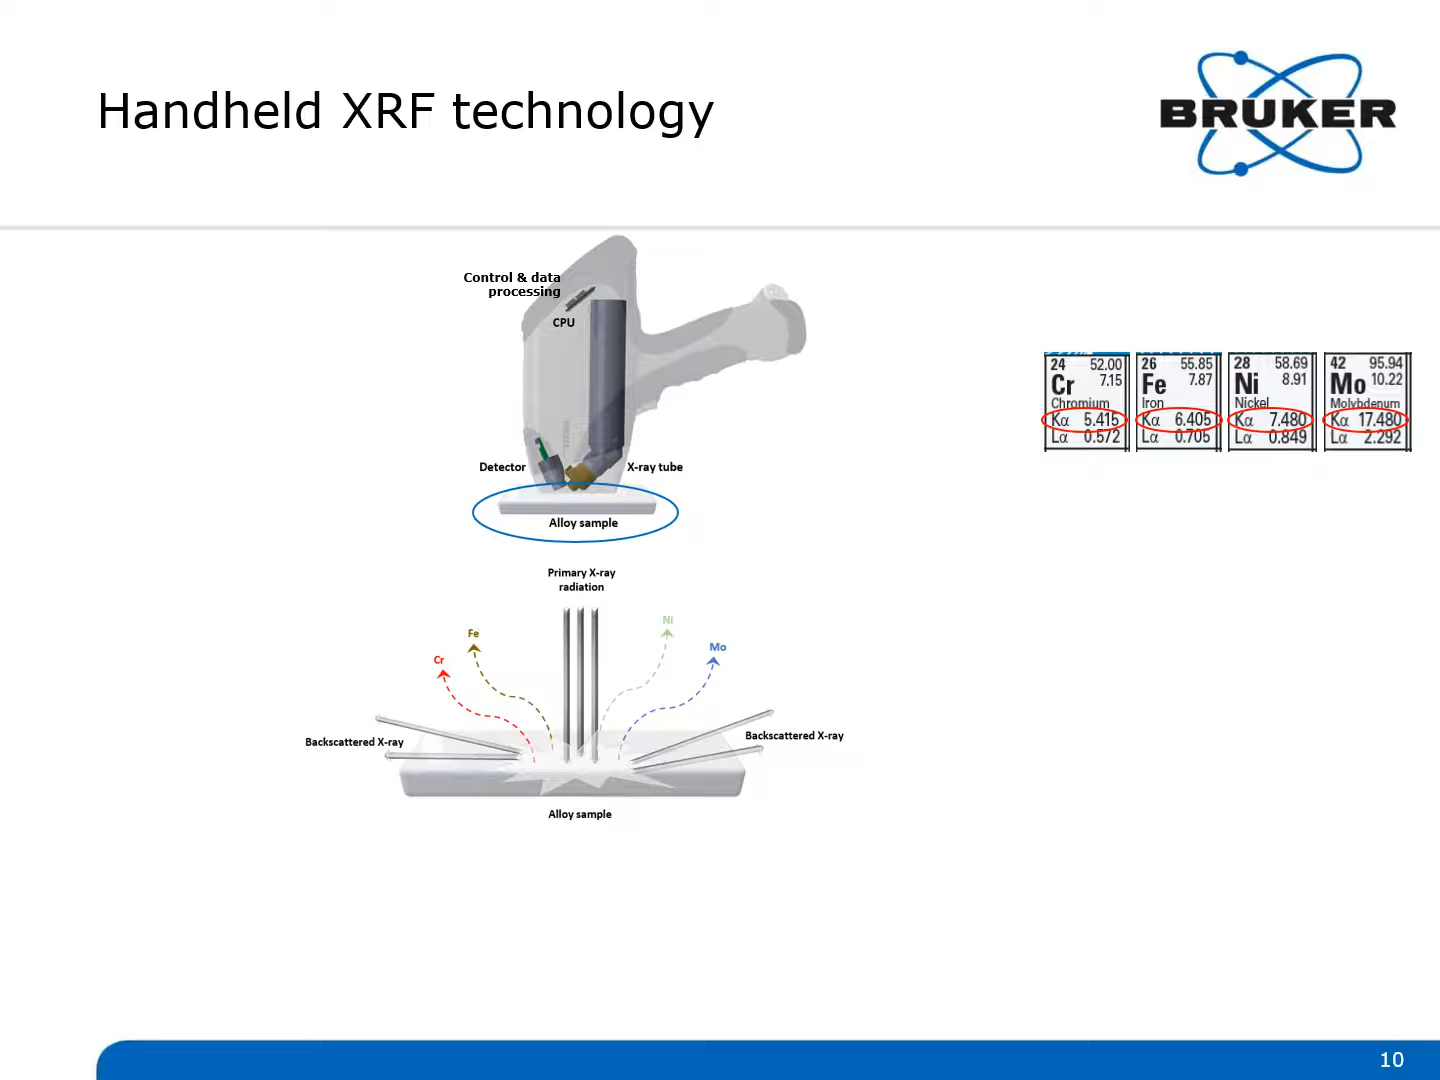 Handheld XRF technology
BRUKER
Control & data
processing
CPU
Detector
X-ray tube
Alloy sample
24 52.00
Cr 7.15
Chromium
Kα 5.415
Lα 0.572
26 55.85
Fe 7.87
Iron
Kα 6.405
Lα 0.705
28 58.69
Ni 8.91
Nickel
Kα 7.480
Lα 0.849
42 95.94
Mo 10.22
Molybdenum
Kα 17.480
Lα 2.292
Primary X-ray
radiation
Ni
Fe
Mo
Cr
Backscattered X-ray
Backscattered X-ray
Alloy sample
10